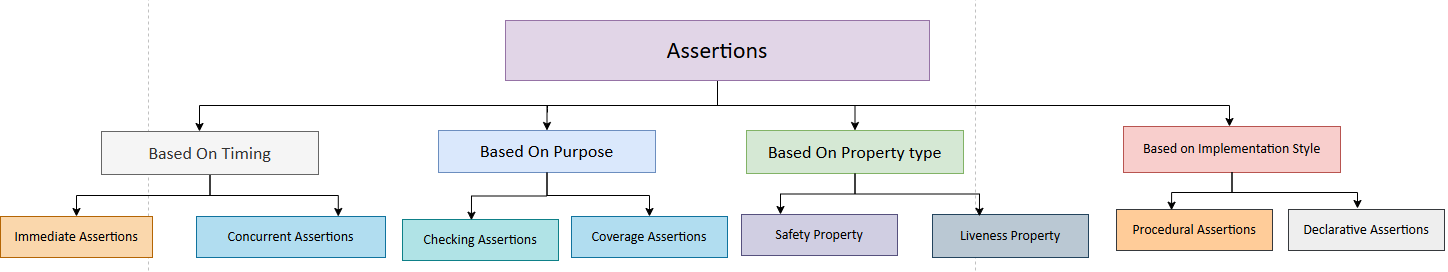 Assertions
Based On Timing
Based On Purpose
Based On Property type
Based on Implementation Style
Immediate Assertions
Concurrent Assertions
Checking Assertions
Coverage Assertions
Safety Property
Liveness Property
Procedural Assertions
Declarative Assertions